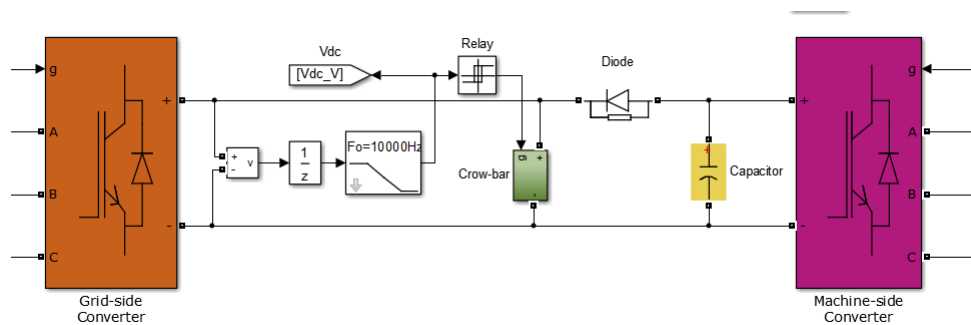 Vdc
[Vdc_V]
Relay
Diode
g
A
B
C
+
-
+
-
v
1
z
Fo=10000Hz
g
+
-
Crow-bar
+
Capacitor
+
-
g
A
B
C
Grid-side
Converter
Machine-side
Converter